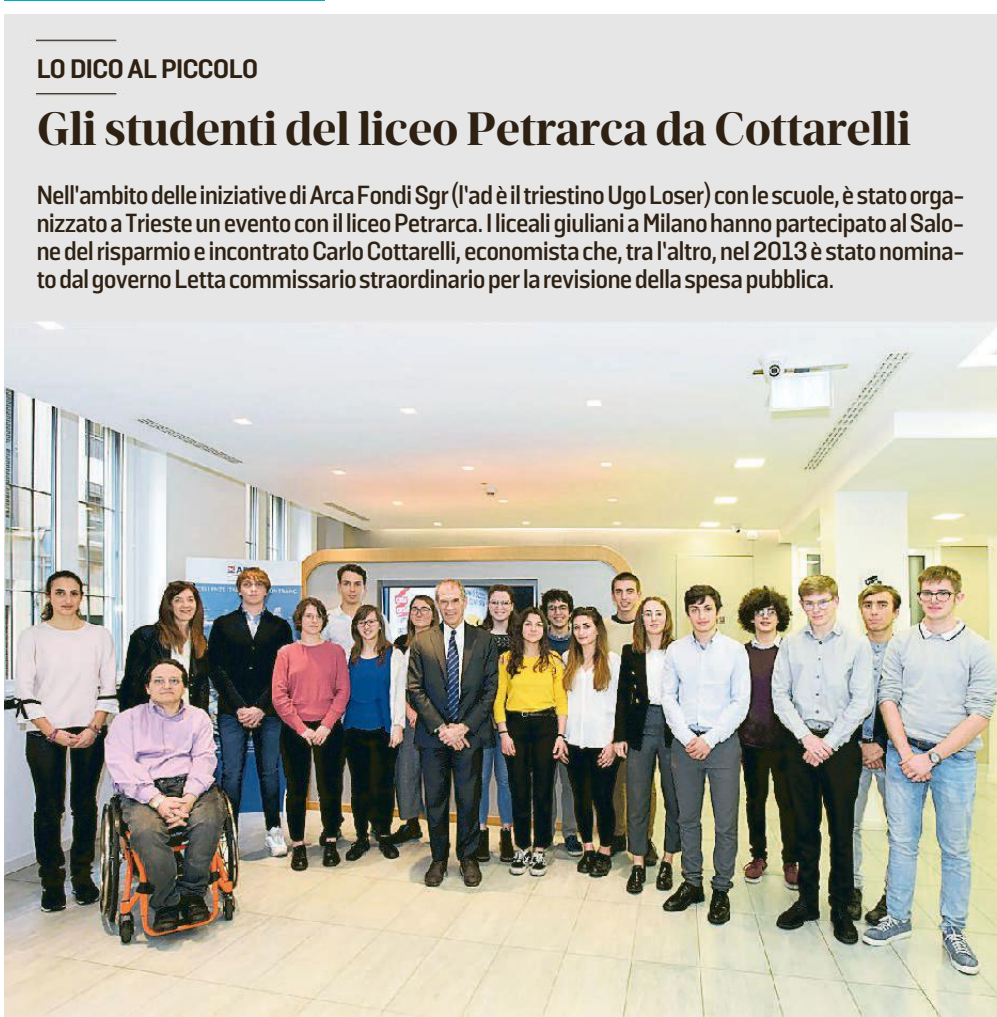 LO DICO AL PICCOLO
Gli studenti del liceo Petrarca da Cottarelli
Nell'ambito delle iniziative di Arca Fondi Sgr (l'ad è il triestino Ugo Loser) con le scuole, è stato orga-
nizzato a Trieste un evento con il liceo Petrarca. I liceali giuliani a Milano hanno partecipato al Salo-
ne del risparmio e incontrato Carlo Cottarelli, economista che, tra l'altro, nel 2013 è stato nomina-
to dal governo Letta commissario straordinario per la revisione della spesa pubblica.